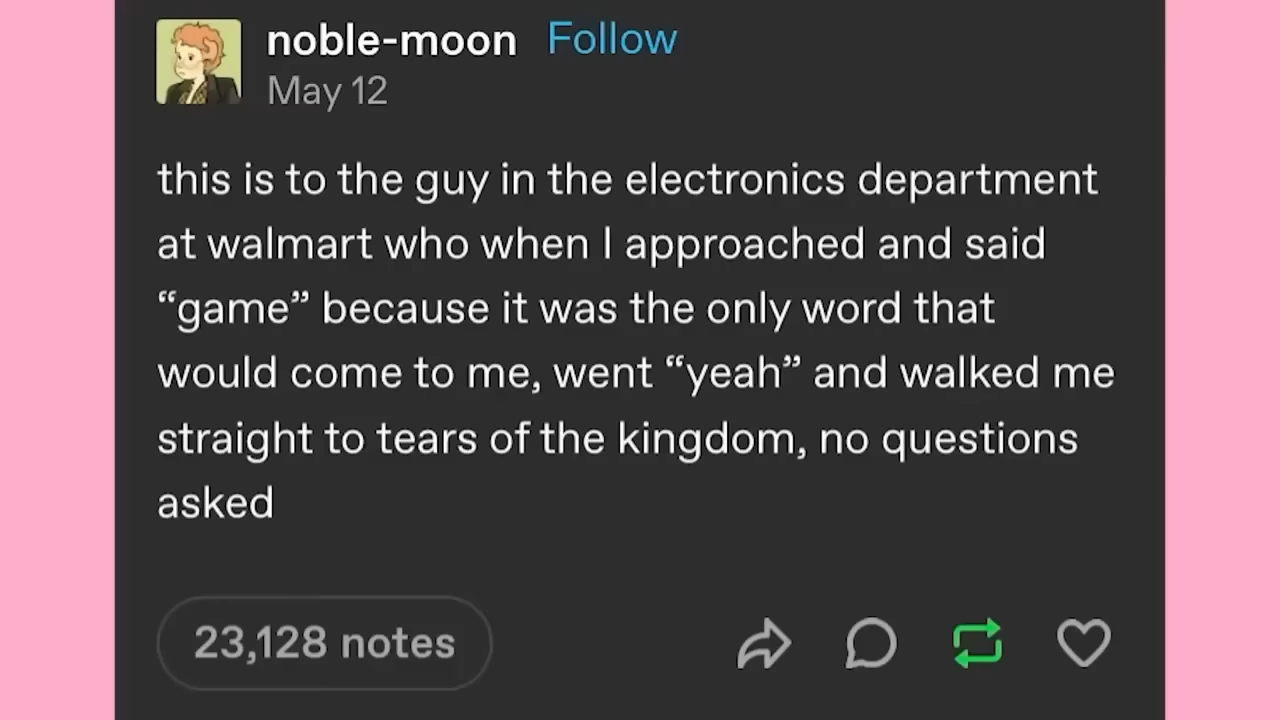 noble-moon Follow
May 12
this is to the guy in the electronics department
at walmart who when I approached and said
“game” because it was the only word that
would come to me, went “yeah” and walked me
straight to tears of the kingdom, no questions
asked
23,128 notes